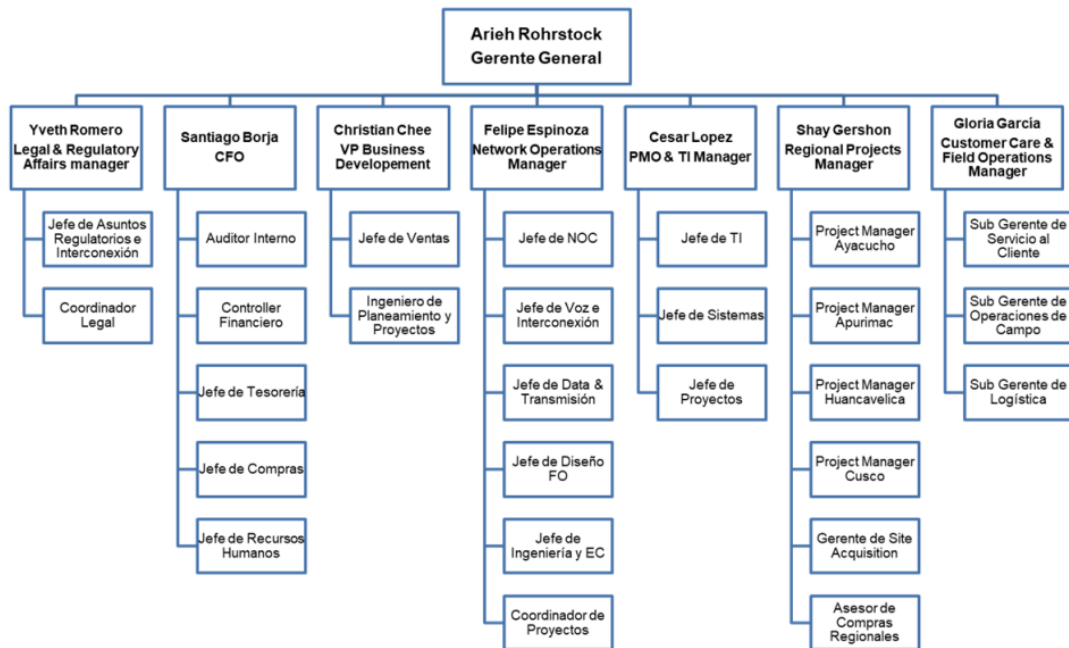 Arieh Rohrstock
Gerente General
Yveth Romero
Legal & Regulatory
Affairs manager
Santiago Borja
CFO
Christian Chee
VP Business
Developement
Felipe Espinoza
Network Operations
Manager
Cesar Lopez
PMO & TI Manager
Shay Gershon
Regional Projects
Manager
Gloria Garcia
Customer Care &
Field Operations
Manager
Jefe de Asuntos
Regulatorios e
Interconexión
Coordinador
Legal
Auditor Interno
Controller
Financiero
Jefe de Tesorería
Jefe de Compras
Jefe de Recursos
Humanos
Jefe de Ventas
Ingeniero de
Planeamiento y
Proyectos
Jefe de NOC
Jefe de Voz e
Interconexión
Jefe de Data &
Transmisión
Jefe de Diseño
FO
Jefe de
Ingeniería y EC
Coordinador de
Proyectos
Jefe de TI
Jefe de Sistemas
Jefe de
Proyectos
Project Manager
Ayacucho
Project Manager
Apurimac
Project Manager
Huancavelica
Project Manager
Cusco
Gerente de Site
Acquisition
Asesor de
Compras
Regionales
Sub Gerente de
Servicio al
Cliente
Sub Gerente de
Operaciones de
Campo
Sub Gerente de
Logística